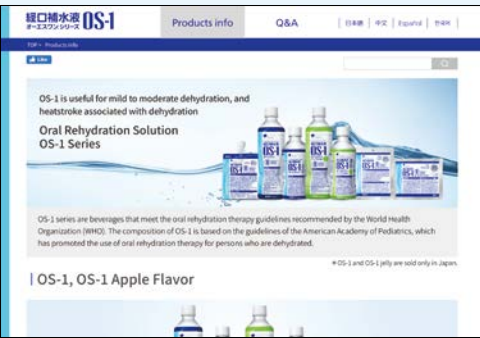 経口補水液 OS-1
オーエスワンシリーズ
Products info
Q&A
日本語 | 中文 | Español | 한국어
TOP > Products info
Like
OS-1 is useful for mild to moderate dehydration, and
heatstroke associated with dehydration
Oral Rehydration Solution
OS-1 Series
OS-1 series are beverages that meet the oral rehydration therapy guidelines recommended by the World Health
Organization (WHO). The composition of OS-1 is based on the guidelines of the American Academy of Pediatrics, which
has promoted the use of oral rehydration therapy for persons who are dehydrated.
※OS-1 and OS-1 jelly are sold only in Japan.
OS-1, OS-1 Apple Flavor